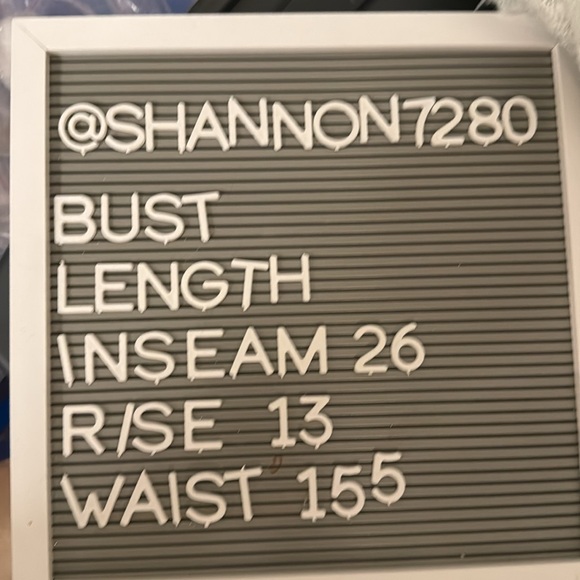 @SHANNON7280
BUST
LENGTH
INSEAM 26
RISE 13
WAIST 155